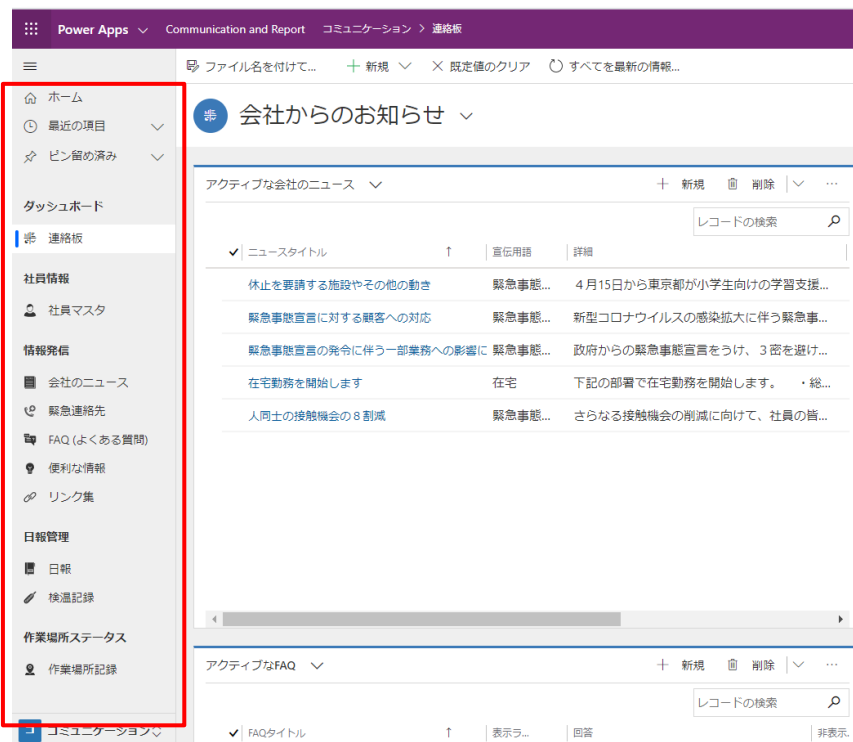 Power Apps Communication and Report コミュニケーション > 連絡板
ファイル名を付けて... 新規 既定値のクリア すべてを最新の情報...
ホーム
最近の項目
ピン留め済み
ダッシュボード
連絡板
社員情報
社員マスタ
情報発信
会社のニュース
緊急連絡先
FAQ (よくある質問)
便利な情報
リンク集
日報管理
日報
検温記録
作業場所ステータス
作業場所記録
コ コミュニケーション
会社からのお知らせ
アクティブな会社のニュース 新規 削除 ...
レコードの検索
ニュースタイトル ↑ 宣伝用語 詳細
休止を要請する施設やその他の動き 緊急事態... 4月15日から東京都が小学生向けの学習支援...
緊急事態宣言に対する顧客への対応 緊急事態... 新型コロナウイルスの感染拡大に伴う緊急事...
緊急事態宣言の発令に伴う一部業務への影響に 緊急事態... 政府からの緊急事態宣言をうけ、3密を避け...
在宅勤務を開始します 在宅 下記の部署で在宅勤務を開始します。 ・総...
人同士の接触機会の8割減 緊急事態... さらなる接触機会の削減に向けて、社員の皆...
アクティブなFAQ 新規 削除 ...
レコードの検索
FAQタイトル ↑ 表示ラ... 回答 非表示.